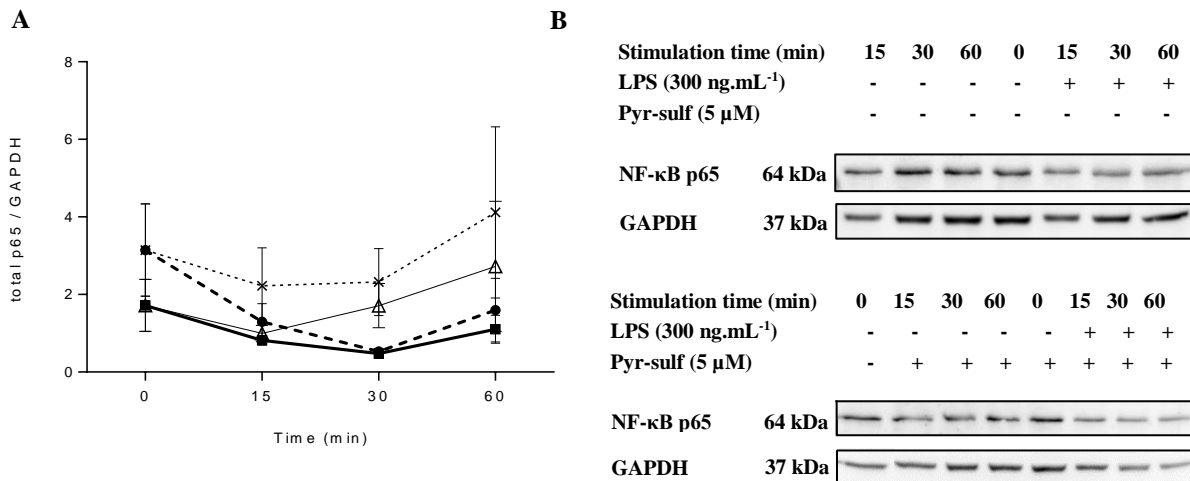 A
total p65 / GAPDH
8
6
4
2
0
0 15 30 60
Time (min)
B
Stimulation time (min) 15 30 60 0 15 30 60
LPS (300 ng.mL⁻¹) - - - - + + +
Pyr-sulf (5 µM) - - - - - - -
NF-κB p65 64 kDa
GAPDH 37 kDa
Stimulation time (min) 0 15 30 60 0 15 30 60
LPS (300 ng.mL⁻¹) - - - - - + + +
Pyr-sulf (5 µM) - + + + + + + +
NF-κB p65 64 kDa
GAPDH 37 kDa